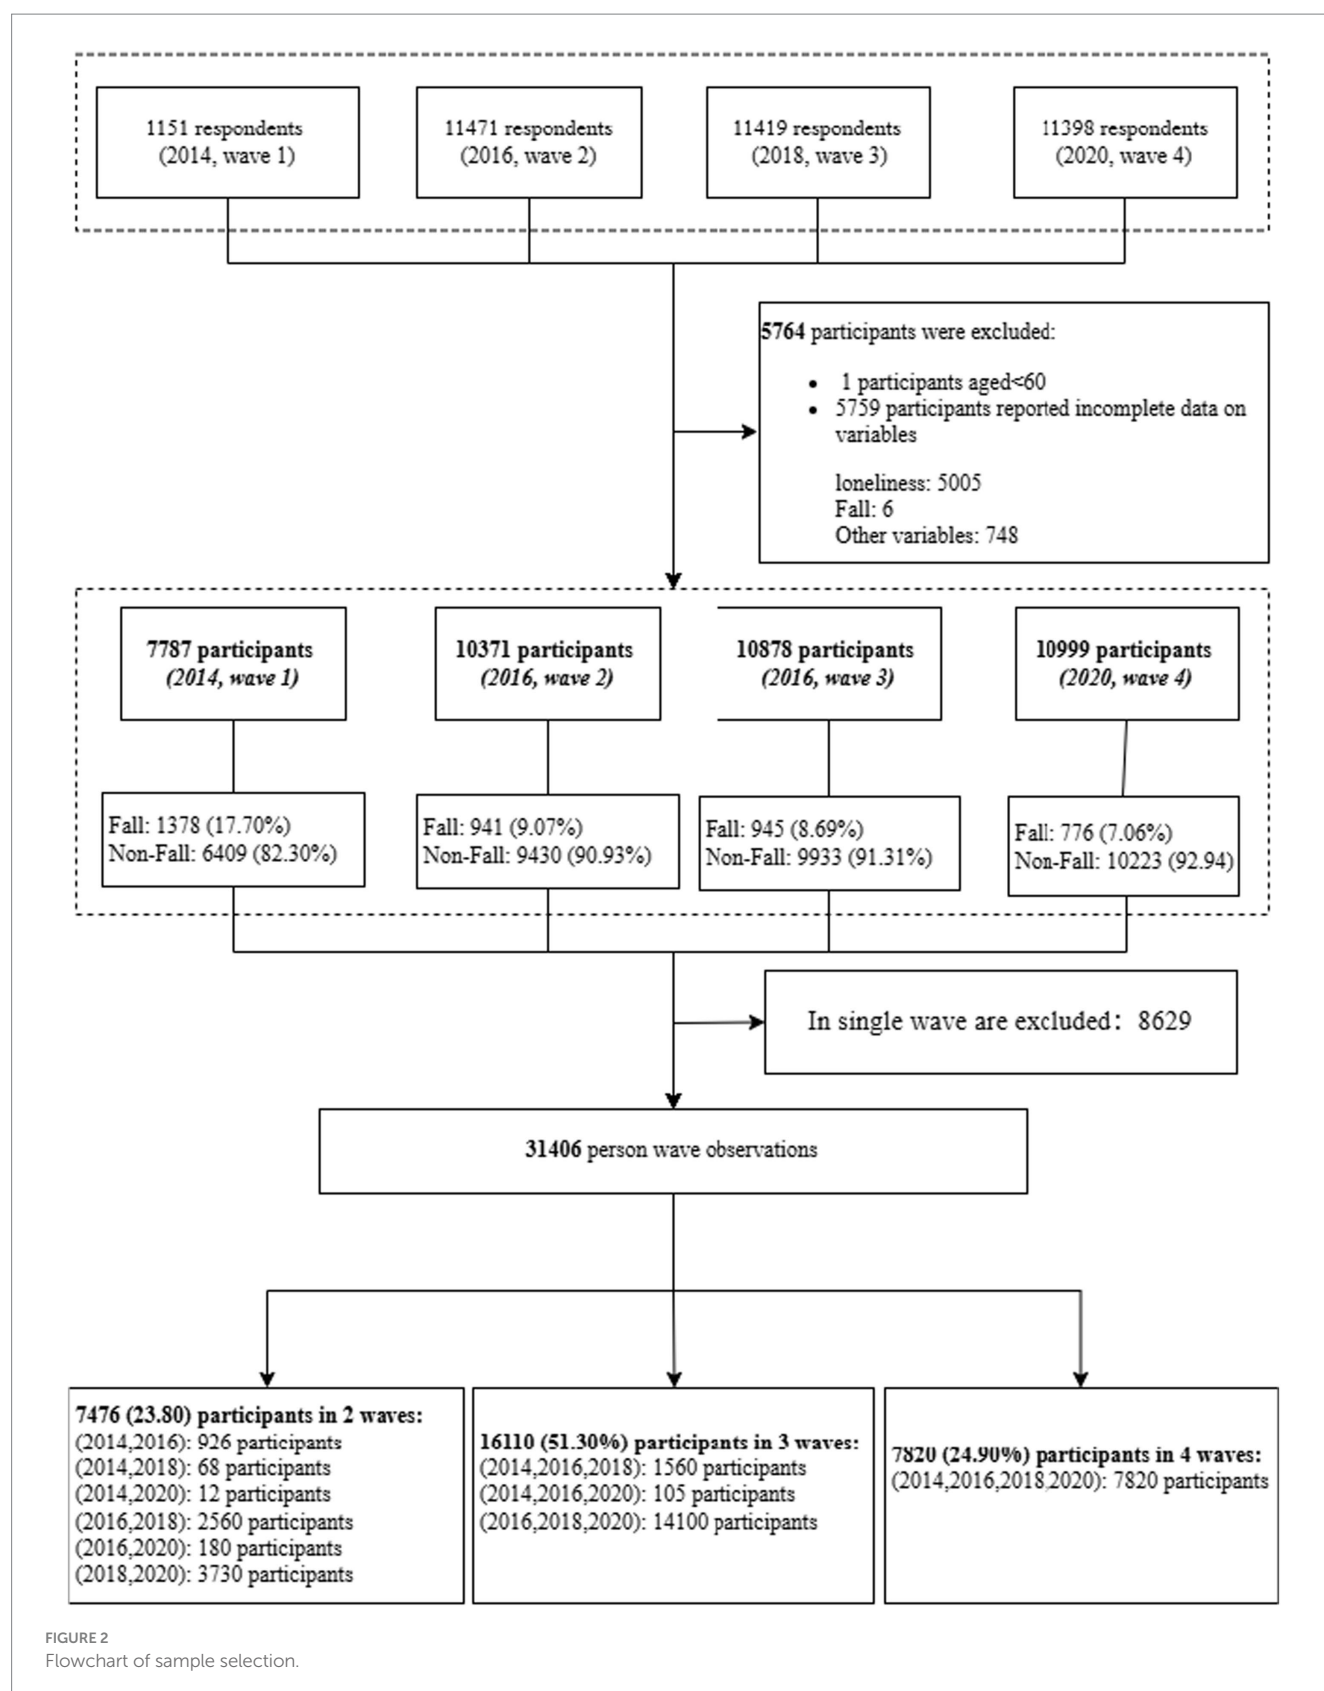 1151 respondents
(2014, wave 1)
11471 respondents
(2016, wave 2)
11419 respondents
(2018, wave 3)
11398 respondents
(2020, wave 4)
5764 participants were excluded:
• 1 participants aged<60
• 5759 participants reported incomplete data on
variables
loneliness: 5005
Fall: 6
Other variables: 748
7787 participants
(2014, wave 1)
10371 participants
(2016, wave 2)
10878 participants
(2016, wave 3)
10999 participants
(2020, wave 4)
Fall: 1378 (17.70%)
Non-Fall: 6409 (82.30%)
Fall: 941 (9.07%)
Non-Fall: 9430 (90.93%)
Fall: 945 (8.69%)
Non-Fall: 9933 (91.31%)
Fall: 776 (7.06%)
Non-Fall: 10223 (92.94)
In single wave are excluded： 8629
31406 person wave observations
7476 (23.80) participants in 2 waves:
(2014,2016): 926 participants
(2014,2018): 68 participants
(2014,2020): 12 participants
(2016,2018): 2560 participants
(2016,2020): 180 participants
(2018,2020): 3730 participants
16110 (51.30%) participants in 3 waves:
(2014,2016,2018): 1560 participants
(2014,2016,2020): 105 participants
(2016,2018,2020): 14100 participants
7820 (24.90%) participants in 4 waves:
(2014,2016,2018,2020): 7820 participants
FIGURE 2
Flowchart of sample selection.